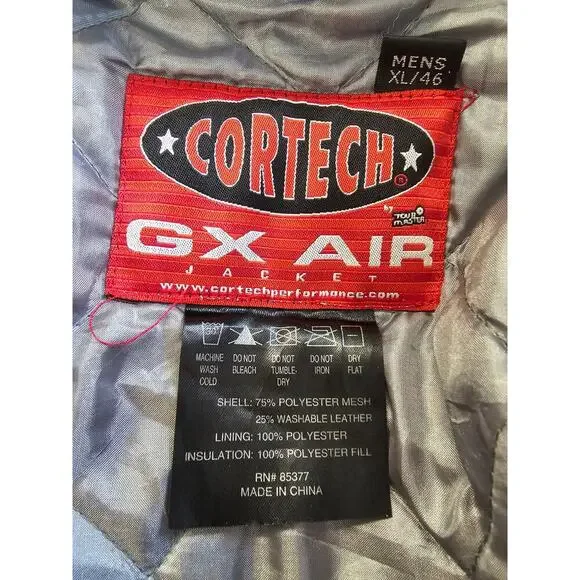 MENS
XL/46
CORTECH®
by TOUR MASTER
GX AIR
JACKET
www.cortechperformance.com
MACHINE WASH COLD
DO NOT BLEACH
DO NOT TUMBLE-DRY
DO NOT IRON
DRY FLAT
SHELL: 75% POLYESTER MESH
25% WASHABLE LEATHER
LINING: 100% POLYESTER
INSULATION: 100% POLYESTER FILL
RN# 85377
MADE IN CHINA